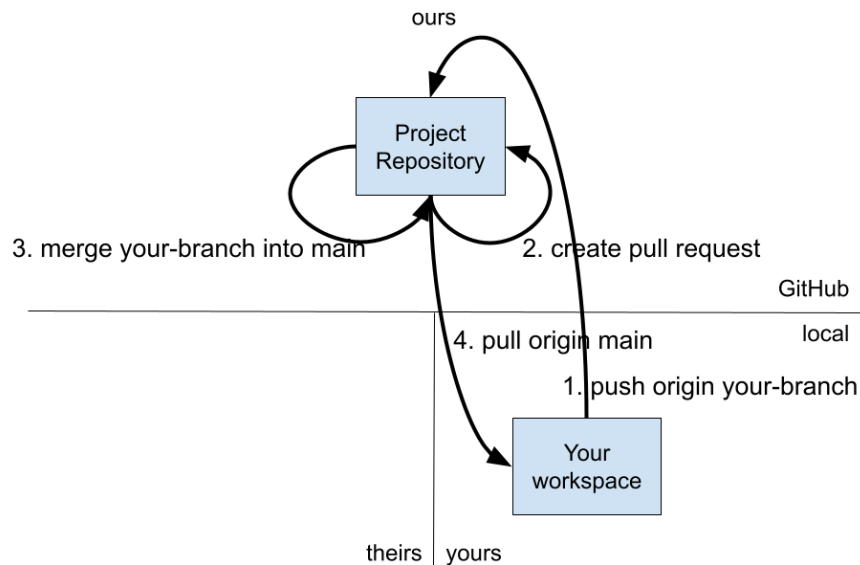 ours
Project
Repository
3. merge your-branch into main
2. create pull request
GitHub
local
4. pull origin main
1. push origin your-branch
Your
workspace
theirs
yours